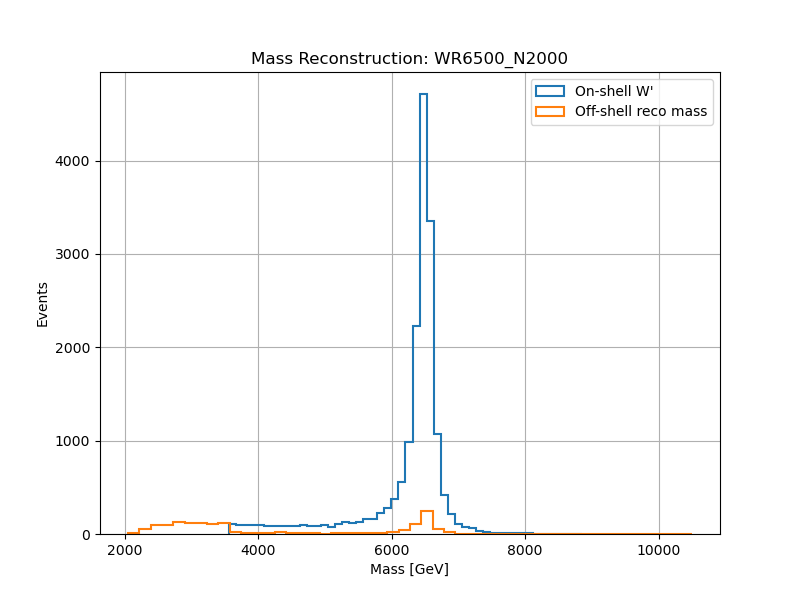 Mass Reconstruction: WR6500_N2000
On-shell W'
Off-shell reco mass
4000
3000
2000
1000
0
Events
2000 4000 6000 8000 10000
Mass [GeV]